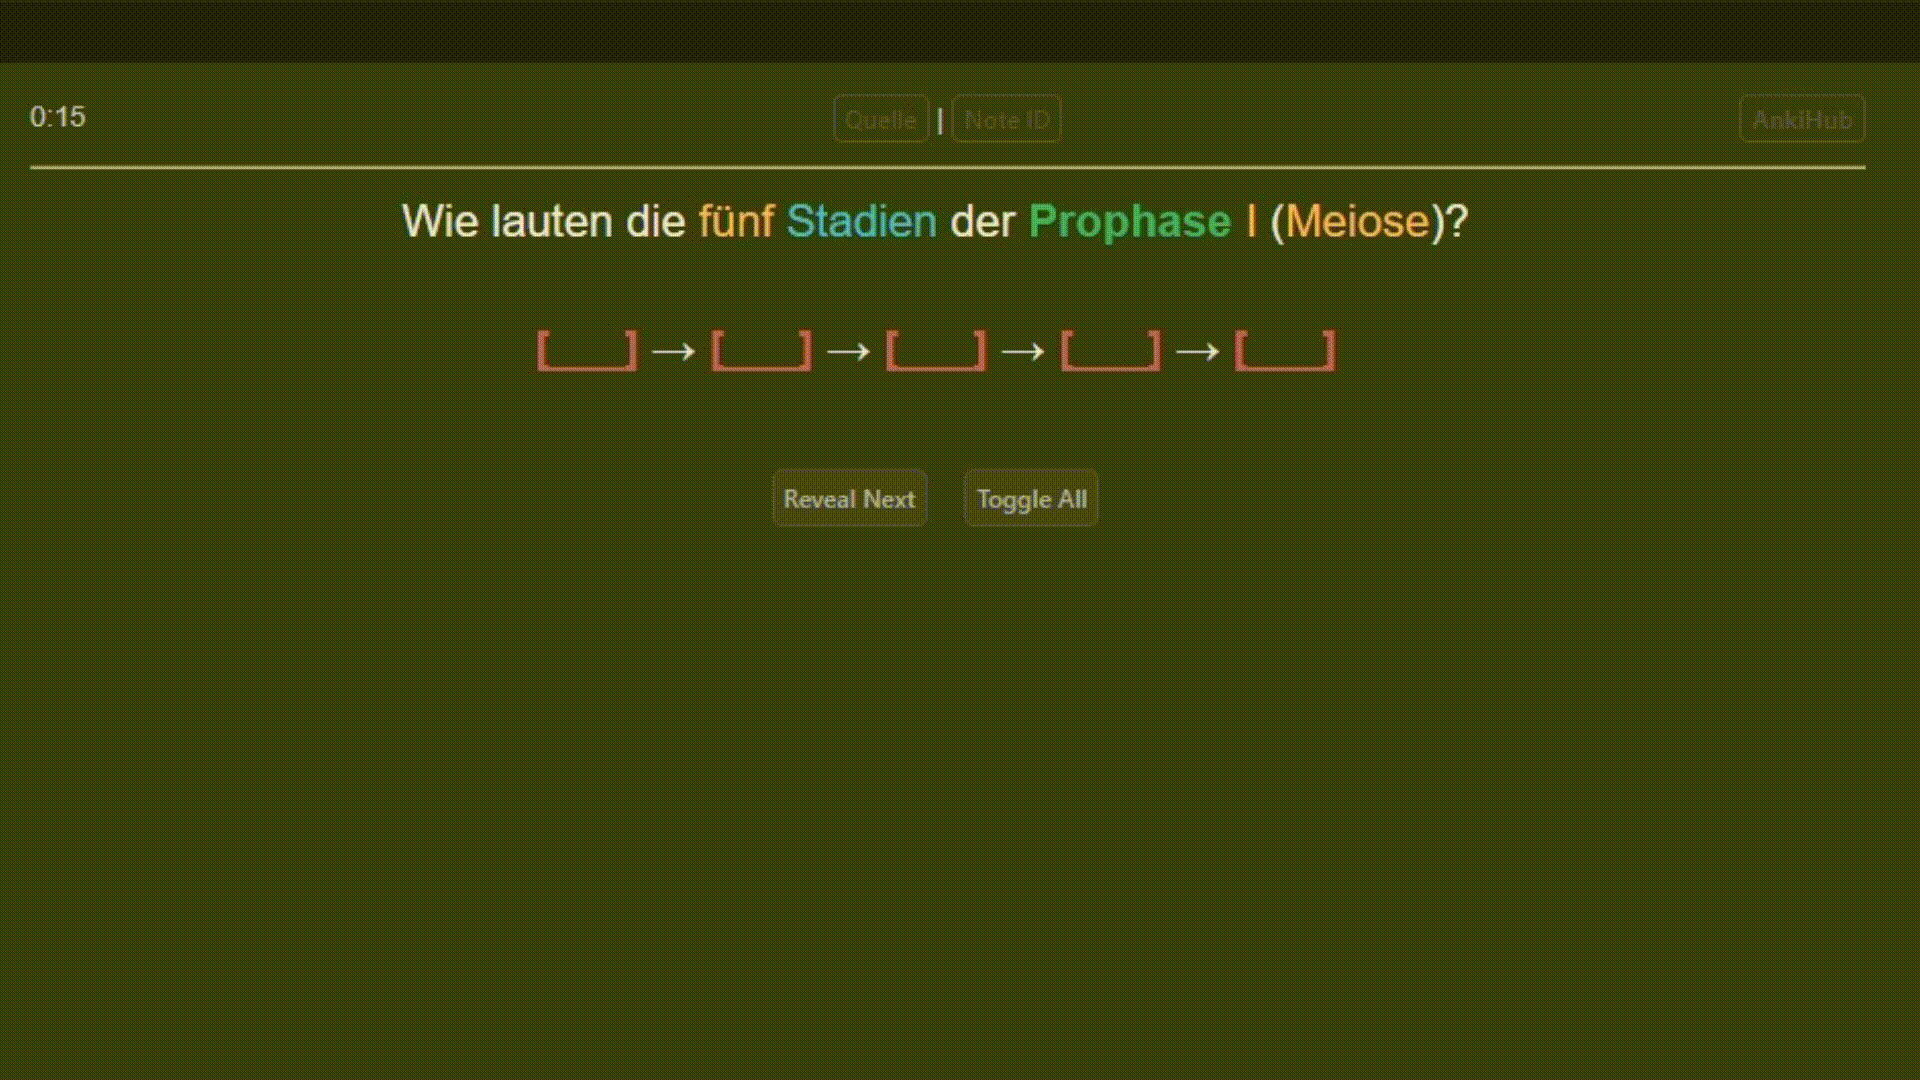 0:15
Quelle | Note ID
AnkiHub
Wie lauten die fünf Stadien der Prophase I (Meiose)?
[___] → [___] → [___] → [___] → [___]
Reveal Next
Toggle All